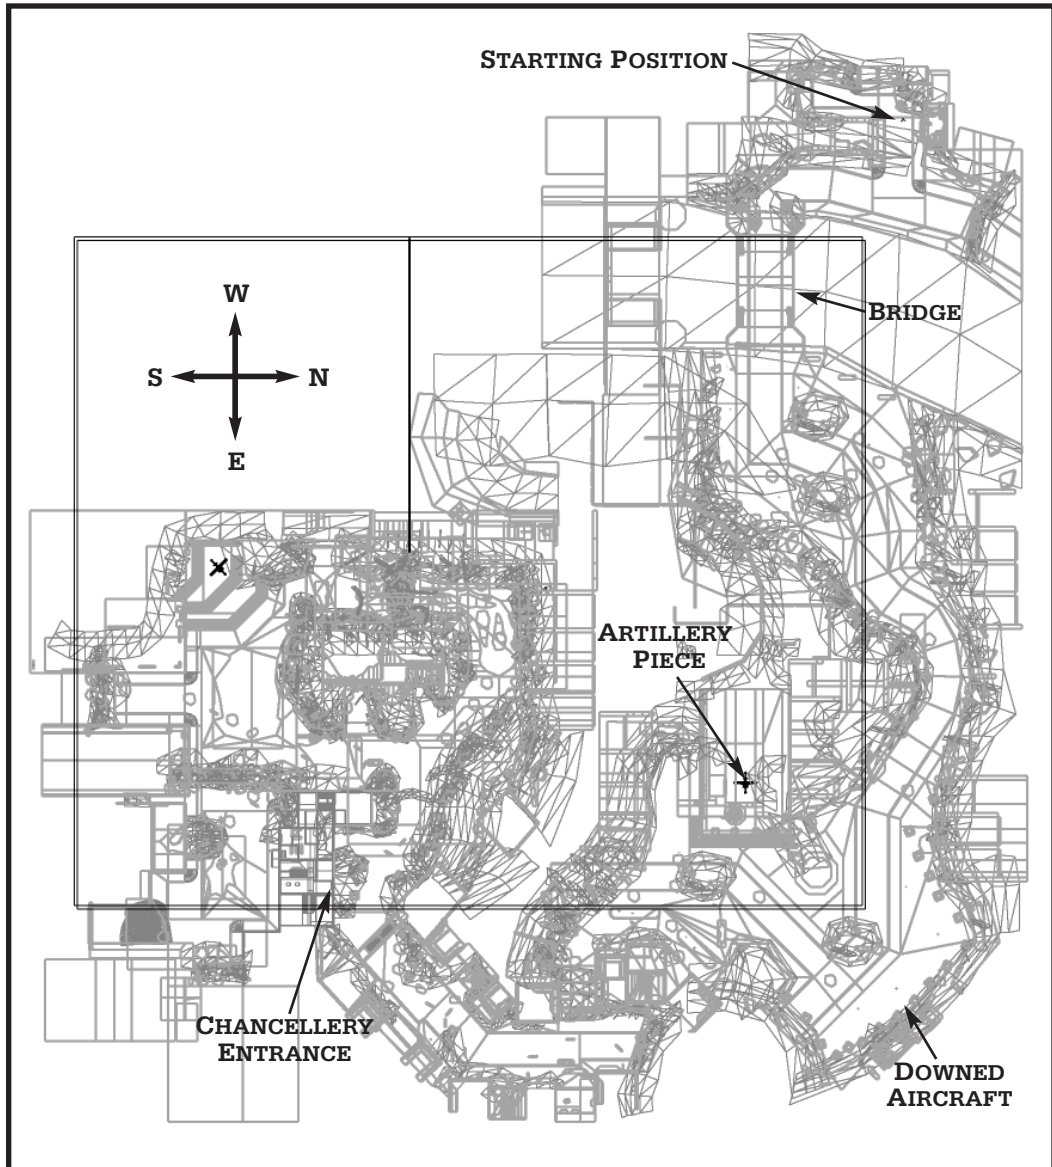 STARTING POSITION
BRIDGE
W
S N
E
ARTILLERY
PIECE
CHANCELLERY
ENTRANCE
DOWNED
AIRCRAFT